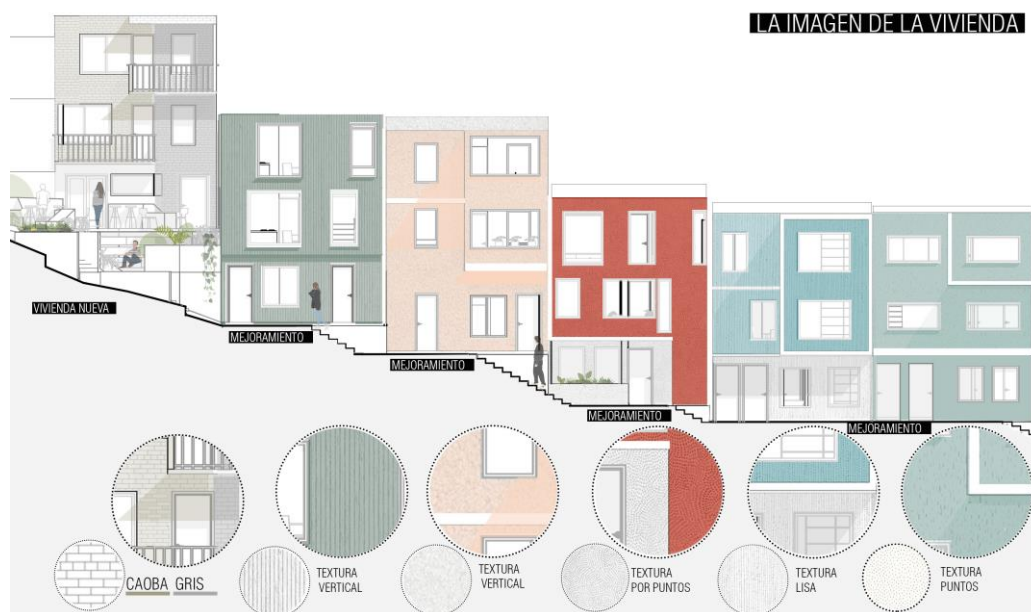 LA IMAGEN DE LA VIVIENDA
VIVIENDA NUEVA
MEJORAMIENTO
MEJORAMIENTO
MEJORAMIENTO
MEJORAMIENTO
CAOBA GRIS
TEXTURA
VERTICAL
TEXTURA
VERTICAL
TEXTURA
POR PUNTOS
TEXTURA
LISA
TEXTURA
PUNTOS